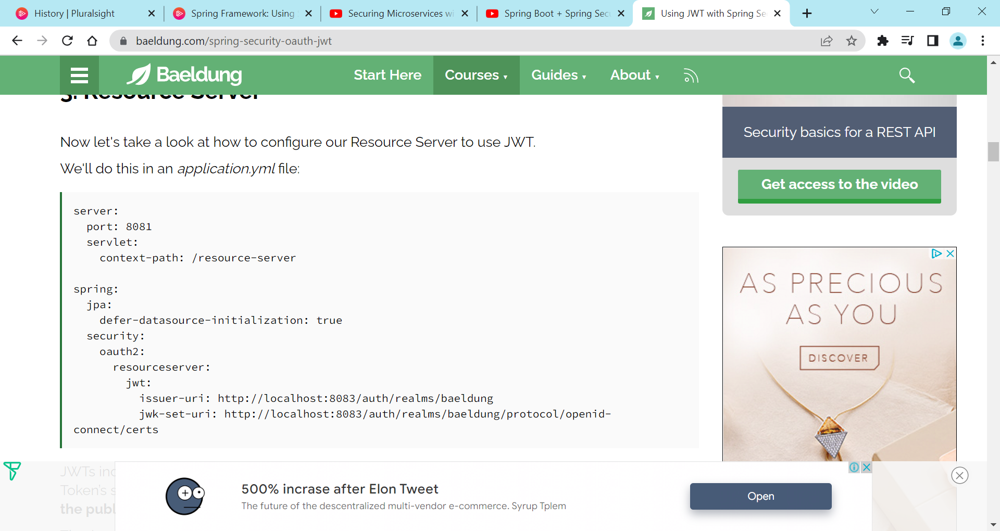 History | Pluralsight
Spring Framework: Using
Securing Microservices wi
Spring Boot + Spring Sec
Using JWT with Spring Se
baeldung.com/spring-security-oauth-jwt
Baeldung
Start Here
Courses ▾
Guides ▾
About ▾
3. Resource Server
Now let's take a look at how to configure our Resource Server to use JWT.
We'll do this in an application.yml file:
server:
  port: 8081
  servlet:
    context-path: /resource-server
spring:
  jpa:
    defer-datasource-initialization: true
  security:
    oauth2:
      resourceserver:
        jwt:
          issuer-uri: http://localhost:8083/auth/realms/baeldung
          jwk-set-uri: http://localhost:8083/auth/realms/baeldung/protocol/openid-
connect/certs
JWTs inc
Token's s
the publ
Security basics for a REST API
Get access to the video
AS PRECIOUS
AS YOU
DISCOVER
500% incrase after Elon Tweet
The future of the descentralized multi-vendor e-commerce. Syrup Tplem
Open